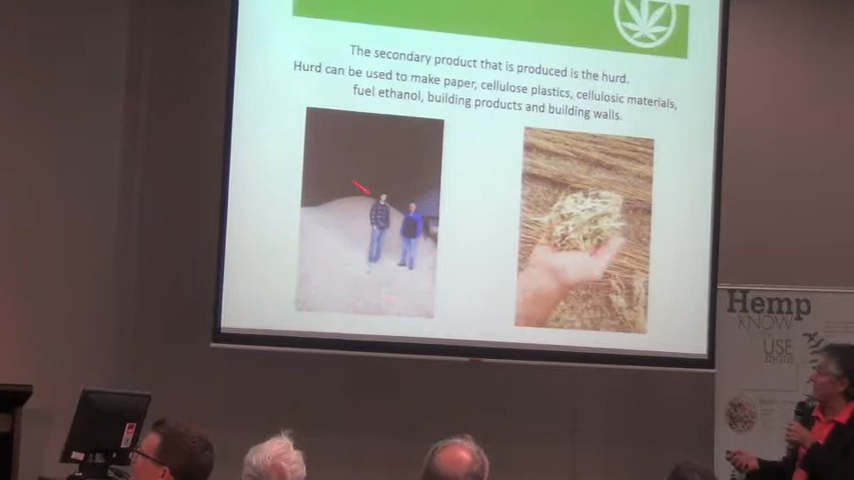 The secondary product that is produced is the hurd.
Hurd can be used to make paper, cellulose plastics, cellulosic materials,
fuel ethanol, building products and building walls.
Hemp
KNOW
USE